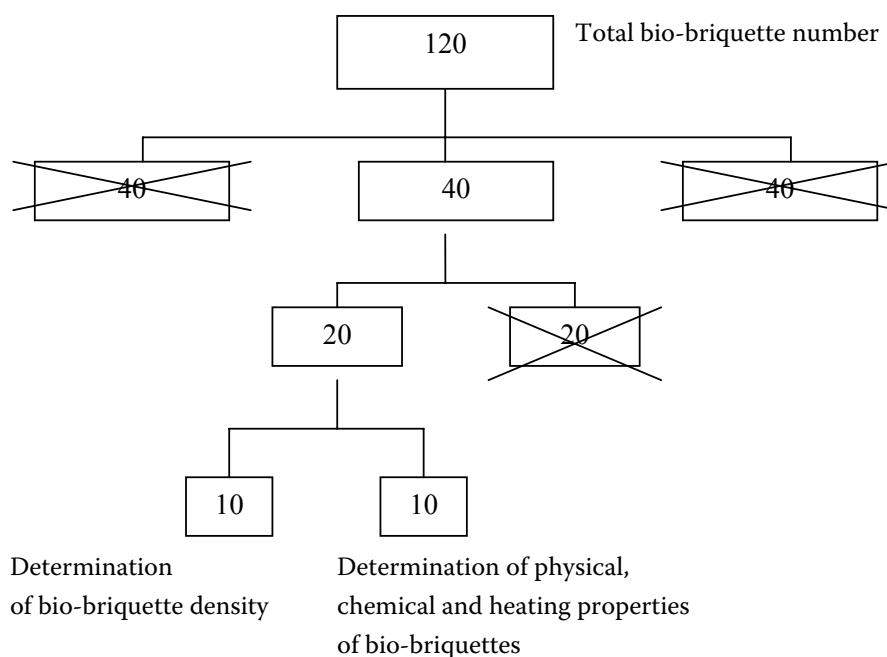 120
Total bio-briquette number
40
40
40
20
20
10
10
Determination
of bio-briquette density
Determination of physical,
chemical and heating properties
of bio-briquettes